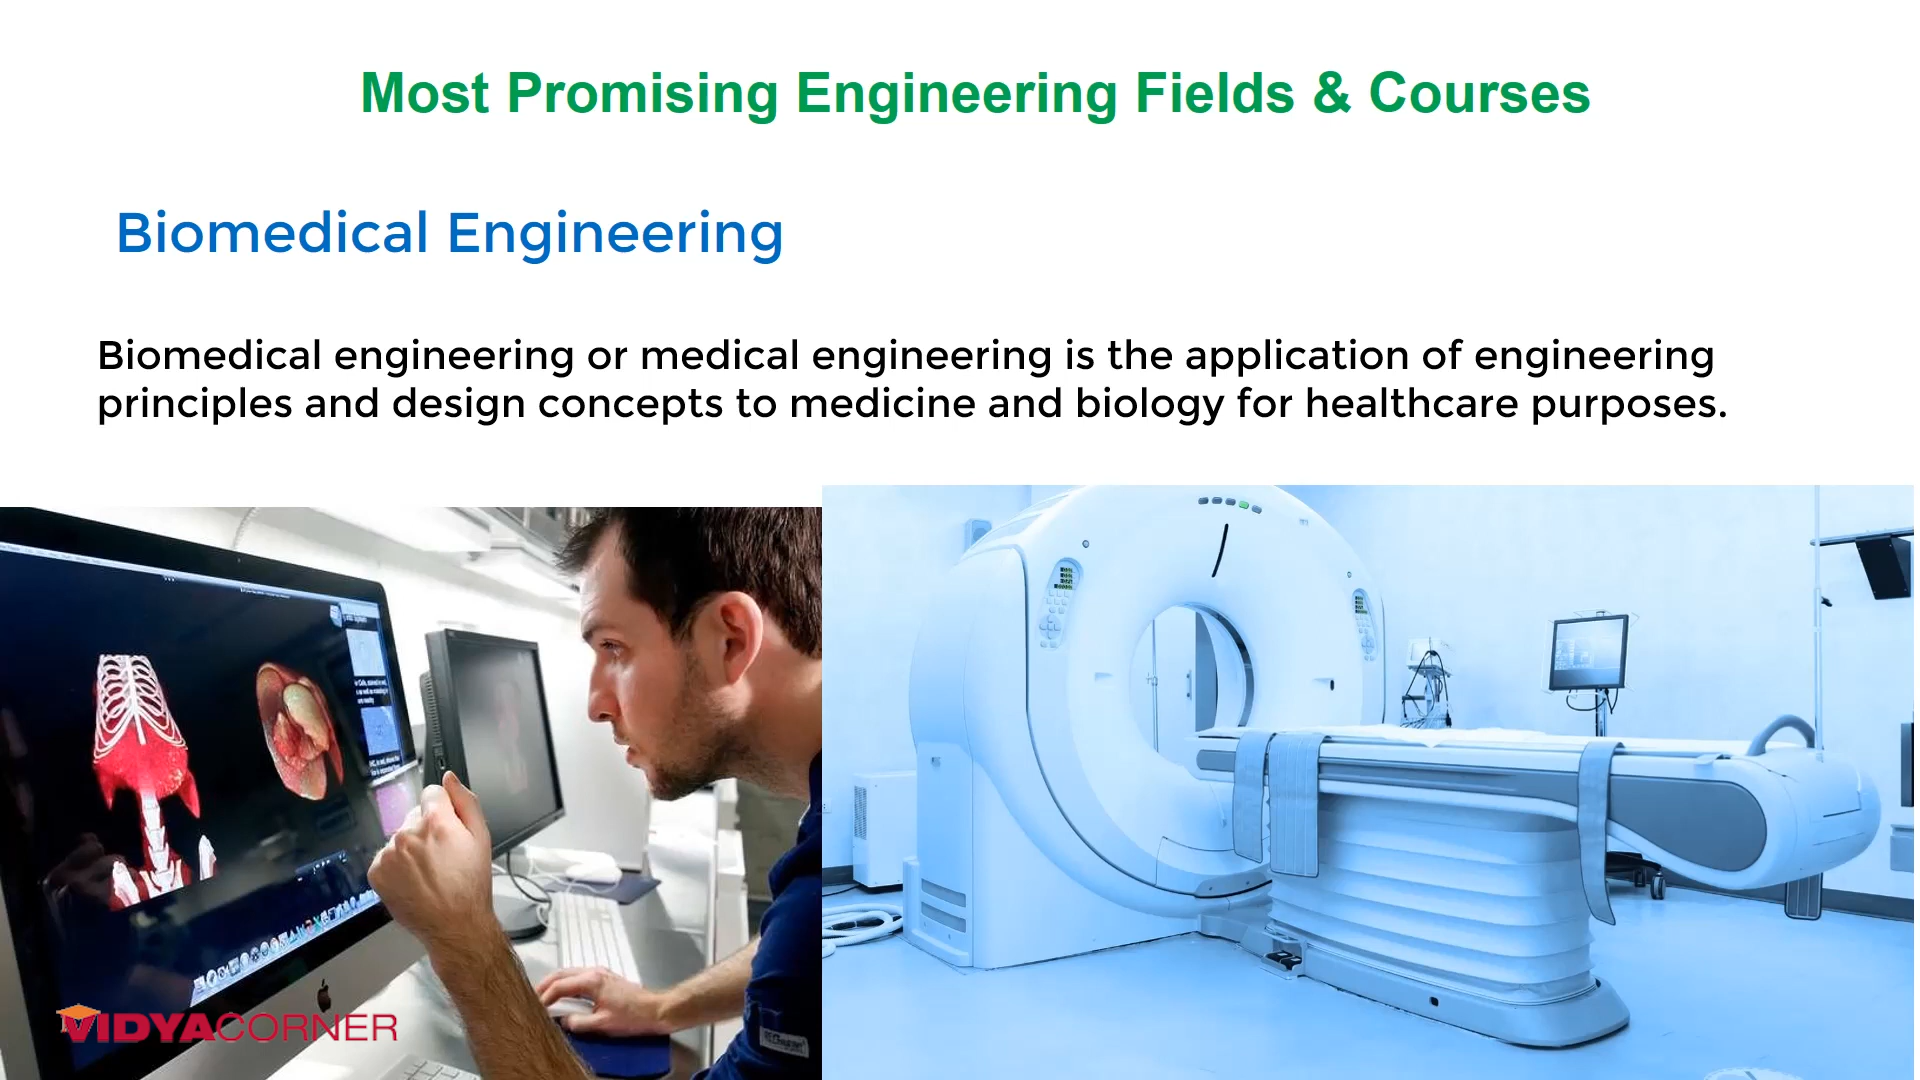 Most Promising Engineering Fields & Courses
Biomedical Engineering
Biomedical engineering or medical engineering is the application of engineering
principles and design concepts to medicine and biology for healthcare purposes.
VIDYACORNER